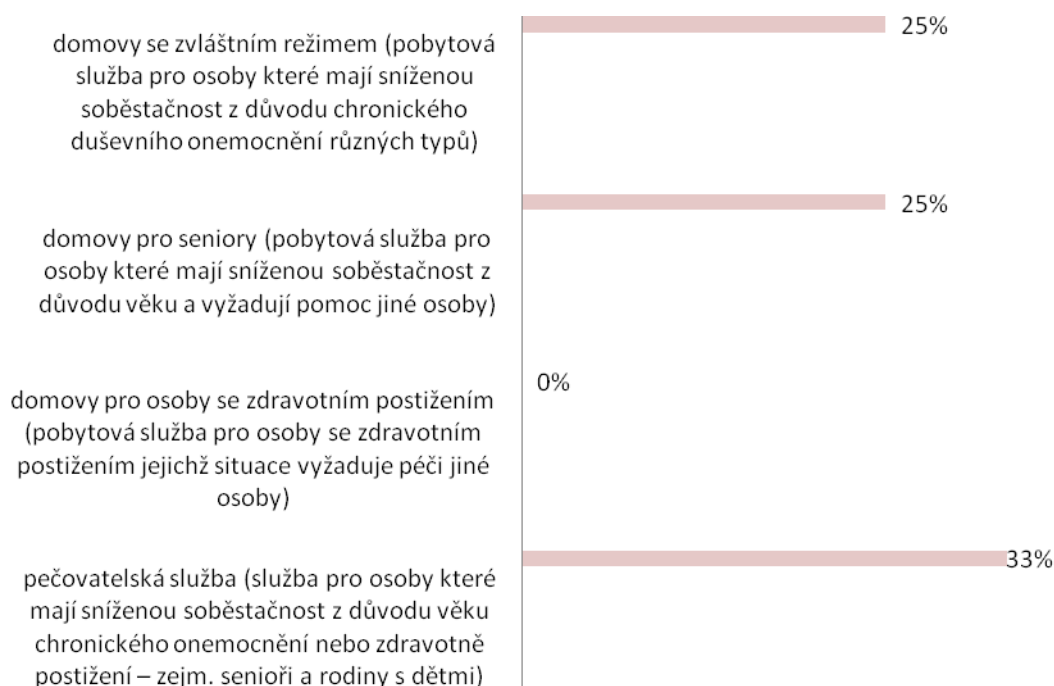 25%
domovy se zvláštním režimem (pobytová
služba pro osoby které mají sníženou
soběstačnost z důvodu chronického
duševního onemocnění různých typů)
25%
domovy pro seniory (pobytová služba pro
osoby které mají sníženou soběstačnost z
důvodu věku a vyžadují pomoc jiné osoby)
0%
domovy pro osoby se zdravotním postižením
(pobytová služba pro osoby se zdravotním
postižením jejichž situace vyžaduje péči jiné
osoby)
33%
pečovatelská služba (služba pro osoby které
mají sníženou soběstačnost z důvodu věku
chronického onemocnění nebo zdravotně
postižení – zejm. senioři a rodiny s dětmi)